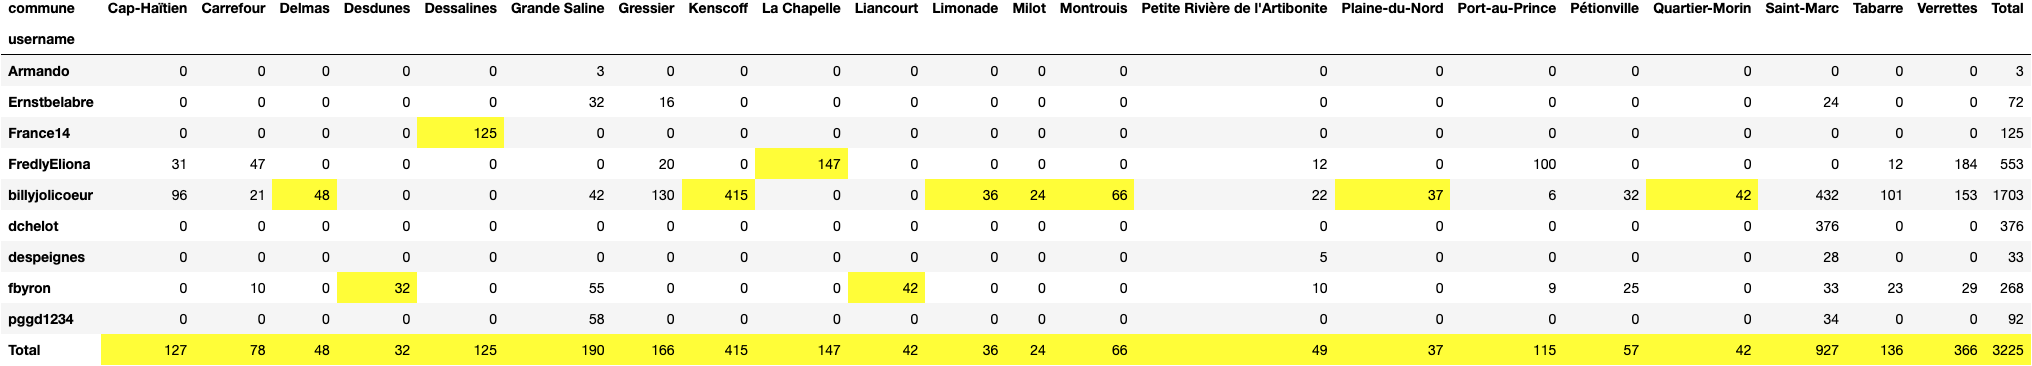 commune Cap-Haïtien Carrefour Delmas Desdunes Dessalines Grande Saline Gressier Kenscoff La Chapelle Liancourt Limonade Milot Montrouis Petite Rivière de l'Artibonite Plaine-du-Nord Port-au-Prince Pétionville Quartier-Morin Saint-Marc Tabarre Verrettes Total
username
Armando 0 0 0 0 0 3 0 0 0 0 0 0 0 0 0 0 0 0 0 0 0 3
Ernstbelabre 0 0 0 0 0 32 16 0 0 0 0 0 0 0 0 0 0 0 24 0 0 72
France14 0 0 0 0 125 0 0 0 0 0 0 0 0 0 0 0 0 0 0 0 0 125
FredlyEliona 31 47 0 0 0 0 20 0 147 0 0 0 0 12 0 100 0 0 0 12 184 553
billyjolicoeur 96 21 48 0 0 42 130 415 0 0 36 24 66 22 37 6 32 42 432 101 153 1703
dchelot 0 0 0 0 0 0 0 0 0 0 0 0 0 0 0 0 0 0 376 0 0 376
despeignes 0 0 0 0 0 0 0 0 0 0 0 0 0 5 0 0 0 0 28 0 0 33
fbyron 0 10 0 32 0 55 0 0 0 42 0 0 0 10 0 9 25 0 33 23 29 268
pggd1234 0 0 0 0 0 58 0 0 0 0 0 0 0 0 0 0 0 0 34 0 0 92
Total 127 78 48 32 125 190 166 415 147 42 36 24 66 49 37 115 57 42 927 136 366 3225